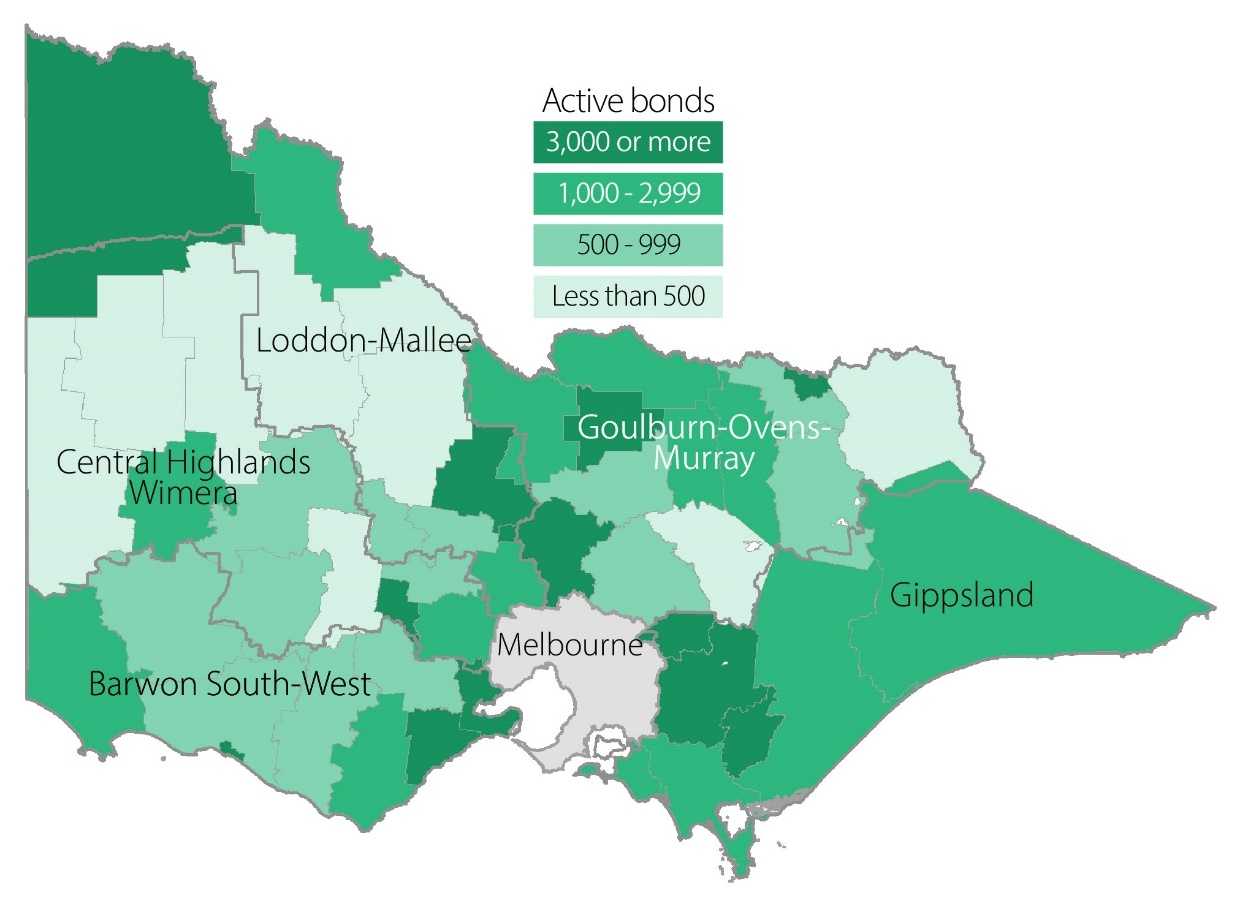 Active bonds
3,000 or more
1,000 - 2,999
500 - 999
Less than 500
Loddon-Mallee
Goulburn-Ovens-
Murray
Central Highlands
Wimera
Gippsland
Melbourne
Barwon South-West